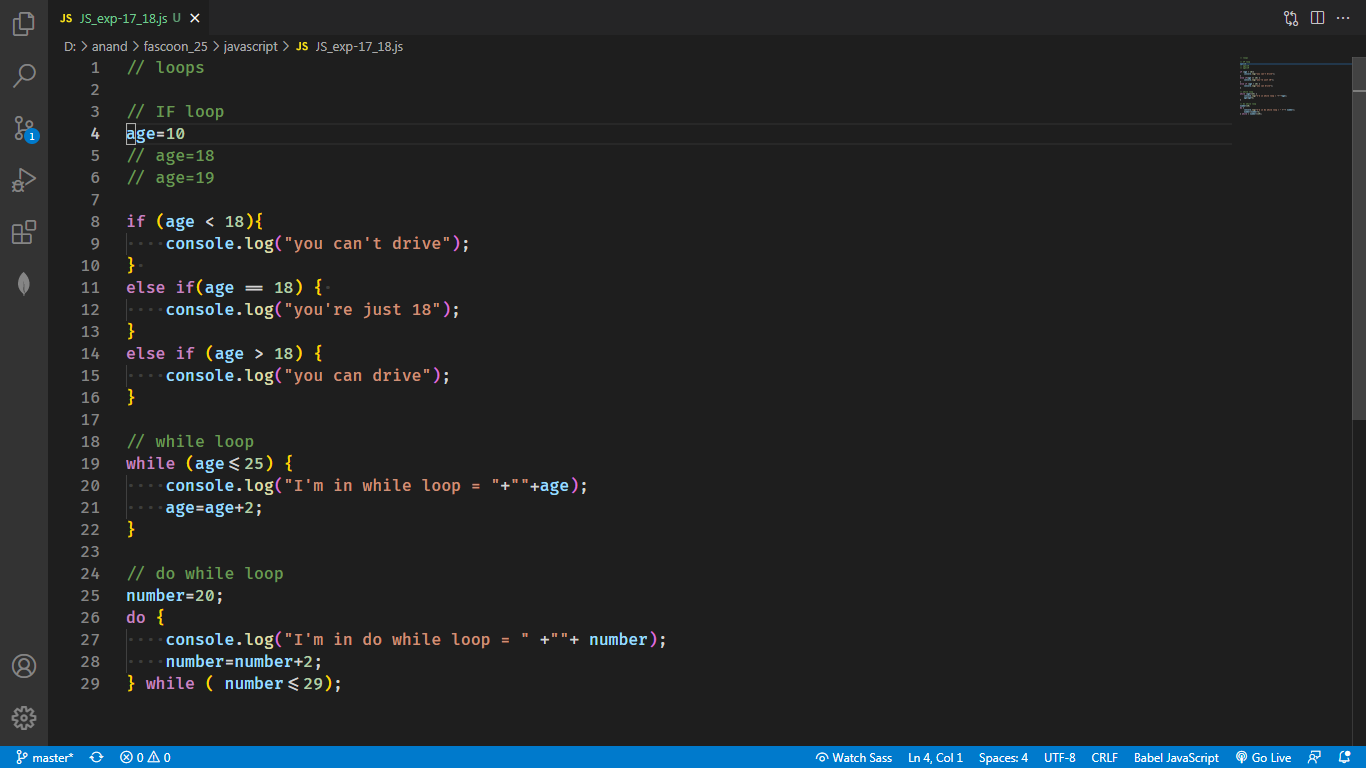 JS JS_exp-17_18.js U
D: > anand > fascoon_25 > javascript > JS JS_exp-17_18.js
1 // loops
2
3 // IF loop
4 age=10
5 // age=18
6 // age=19
7
8 if (age < 18){
9 console.log("you can't drive");
10 }
11 else if(age == 18) {
12 console.log("you're just 18");
13 }
14 else if (age > 18) {
15 console.log("you can drive");
16 }
17
18 // while loop
19 while (age<=25) {
20 console.log("I'm in while loop = "+""+age);
21 age=age+2;
22 }
23
24 // do while loop
25 number=20;
26 do {
27 console.log("I'm in do while loop = " +""+ number);
28 number=number+2;
29 } while ( number<=29);
1
master* 0 0 Watch Sass Ln 4, Col 1 Spaces: 4 UTF-8 CRLF Babel JavaScript Go Live